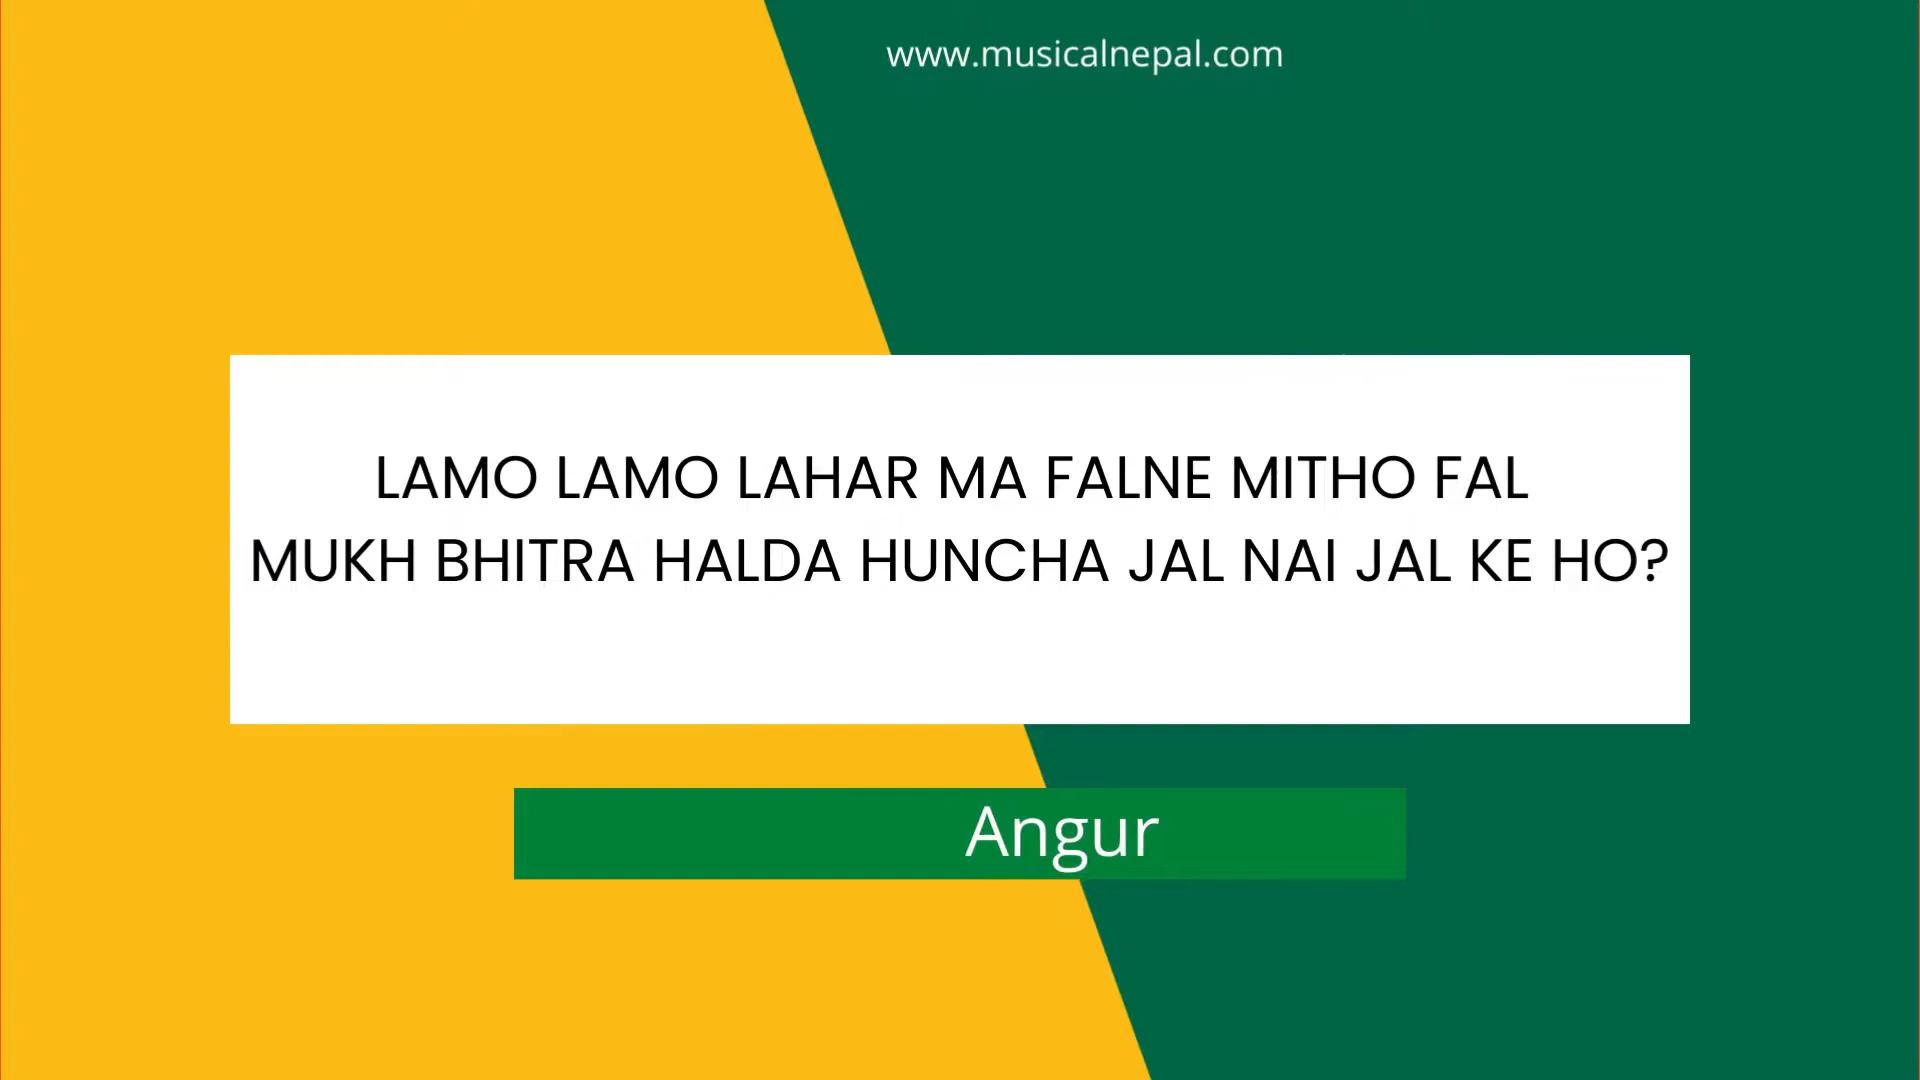 www.musicalnepal.com
LAMO LAMO LAHAR MA FALNE MITHO FAL
MUKH BHITRA HALDA HUNCHA JAL NAI JAL KE HO?
Angur